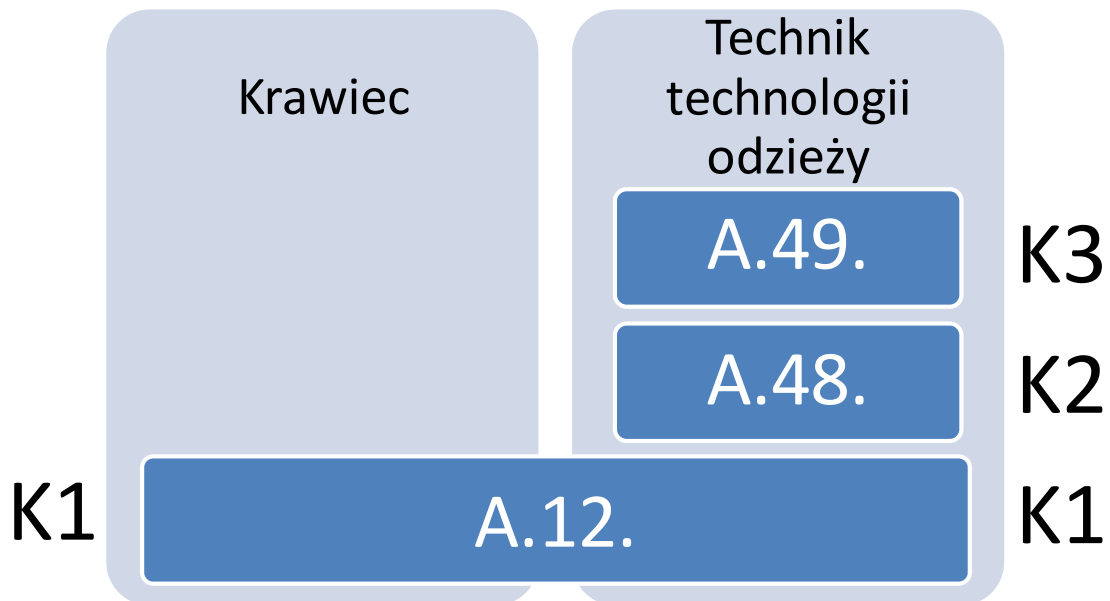 Krawiec
Technik
technologii
odzieży
A.49.
K3
A.48.
K2
K1
A.12.
K1